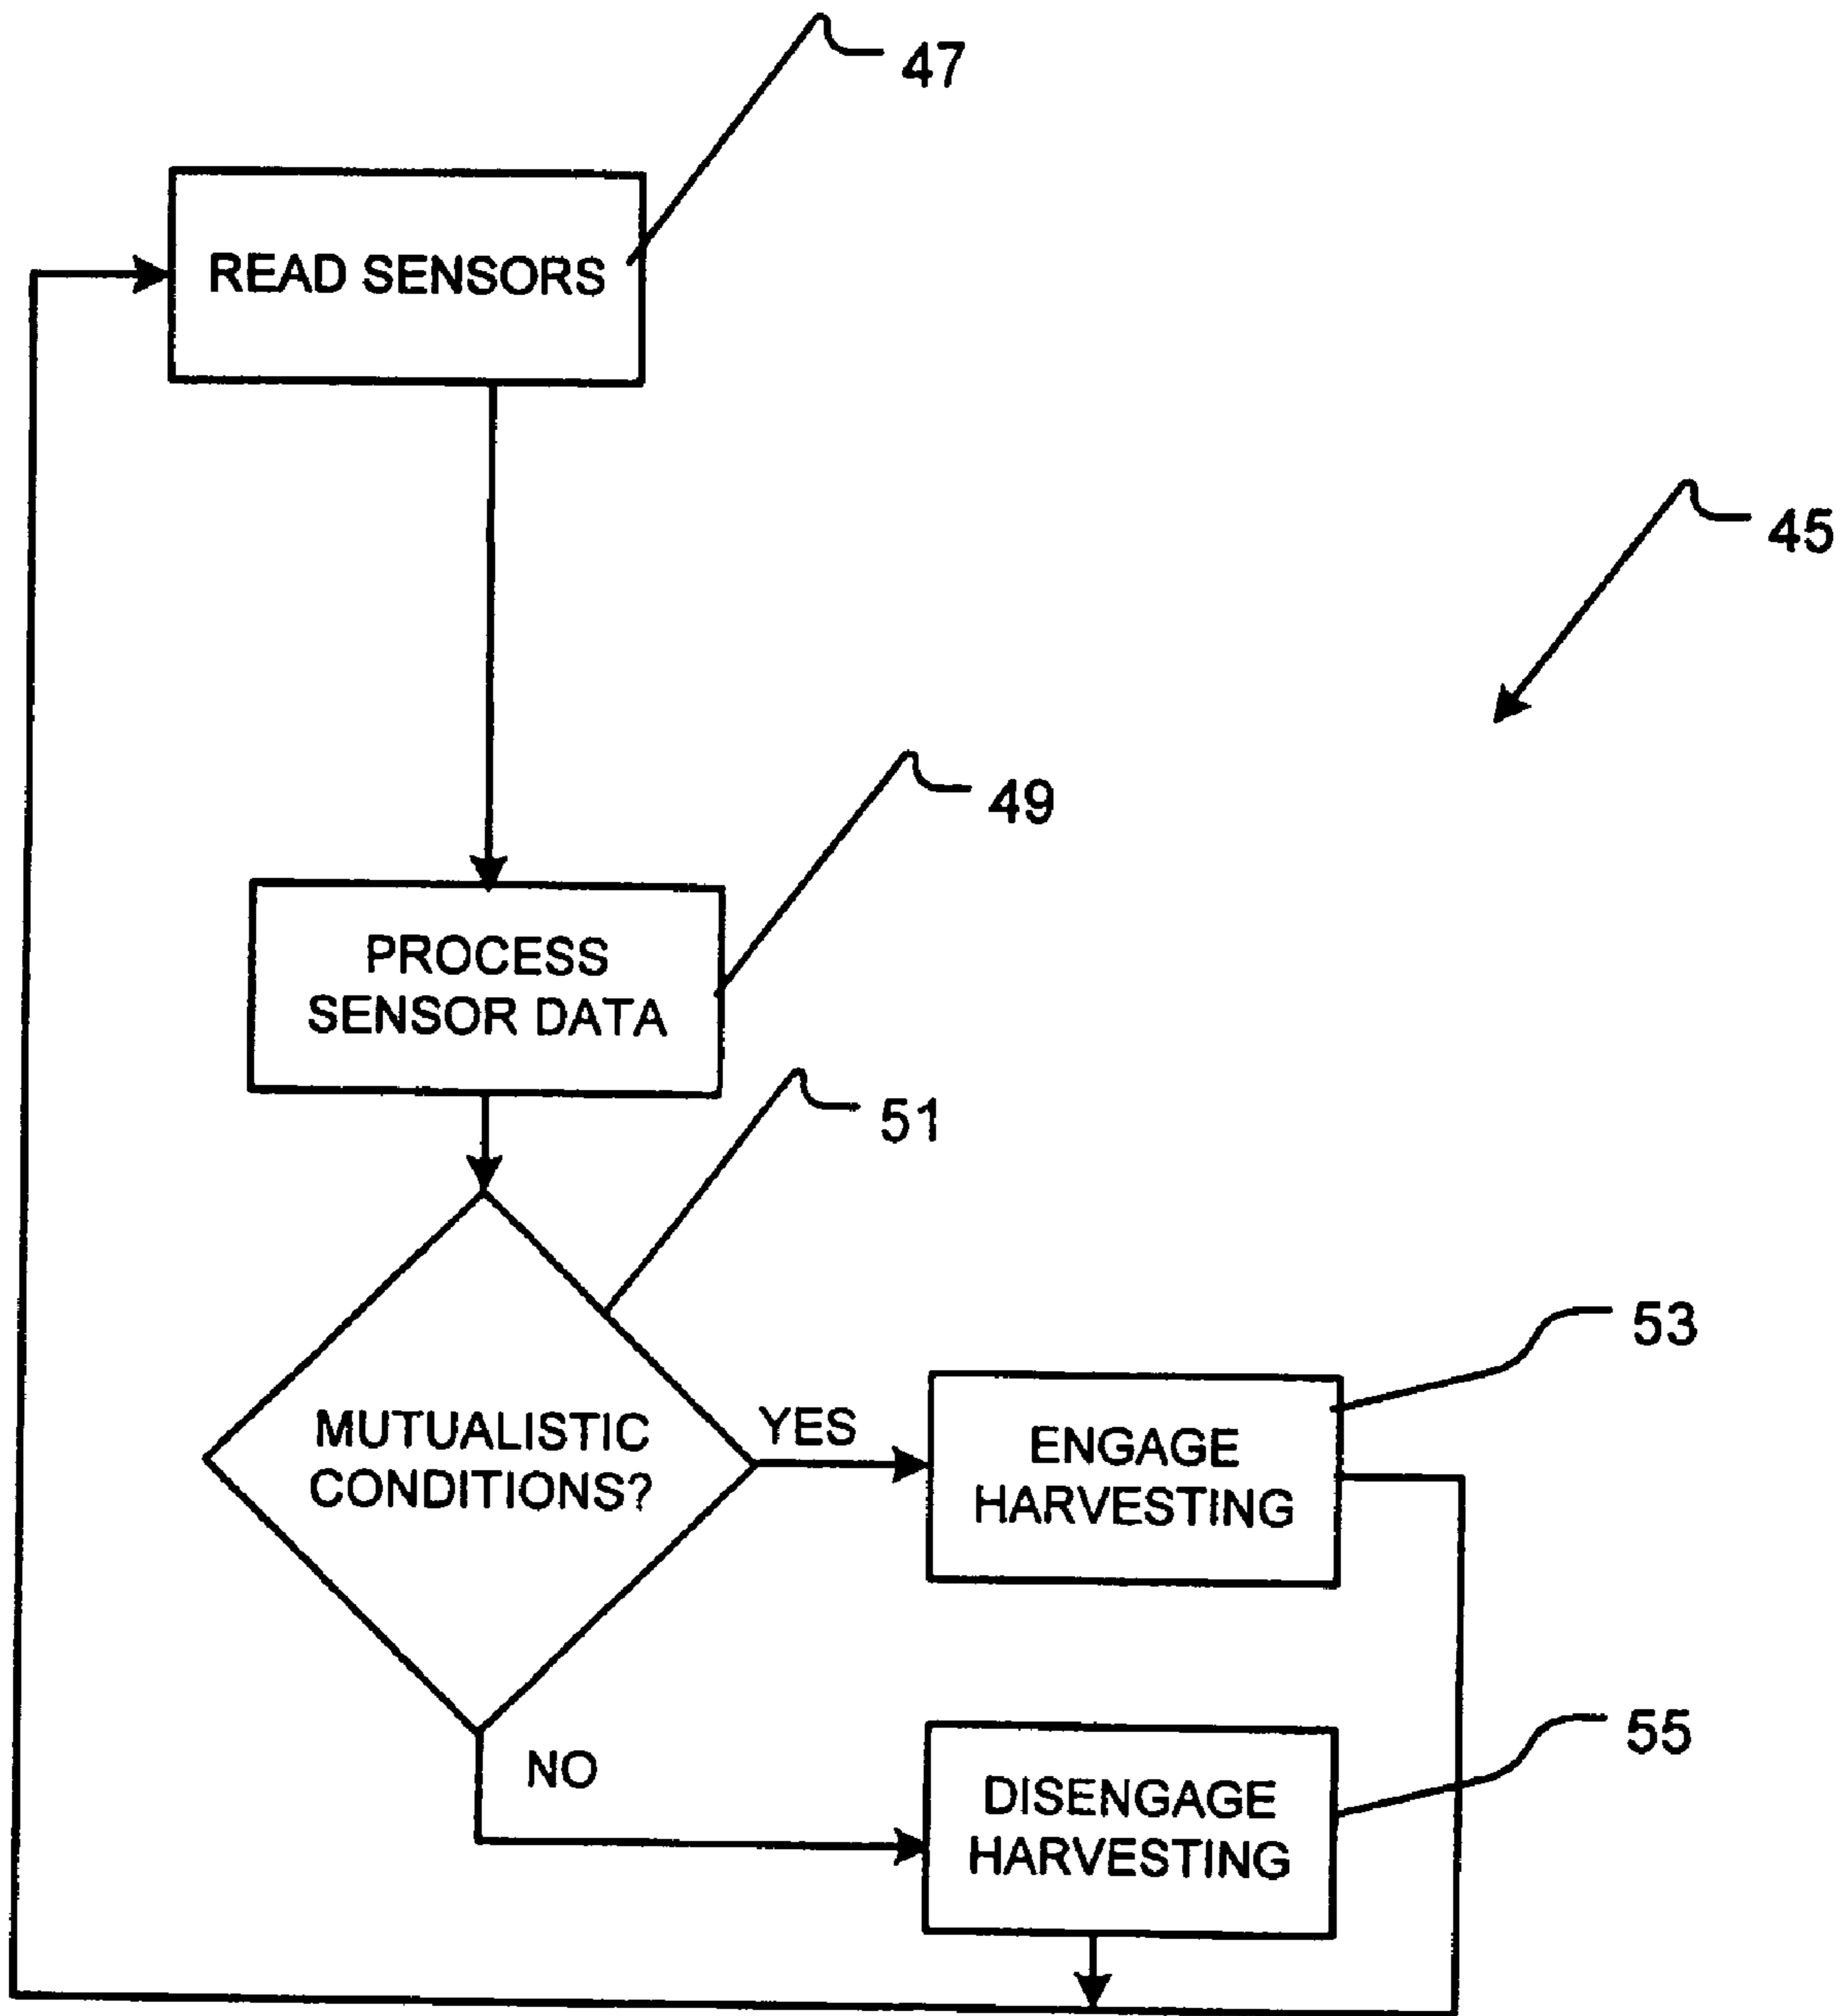 47
READ SENSORS
45
49
PROCESS
SENSOR DATA
51
53
MUTUALISTIC
CONDITIONS?
YES
ENGAGE
HARVESTING
55
NO
DISENGAGE
HARVESTING